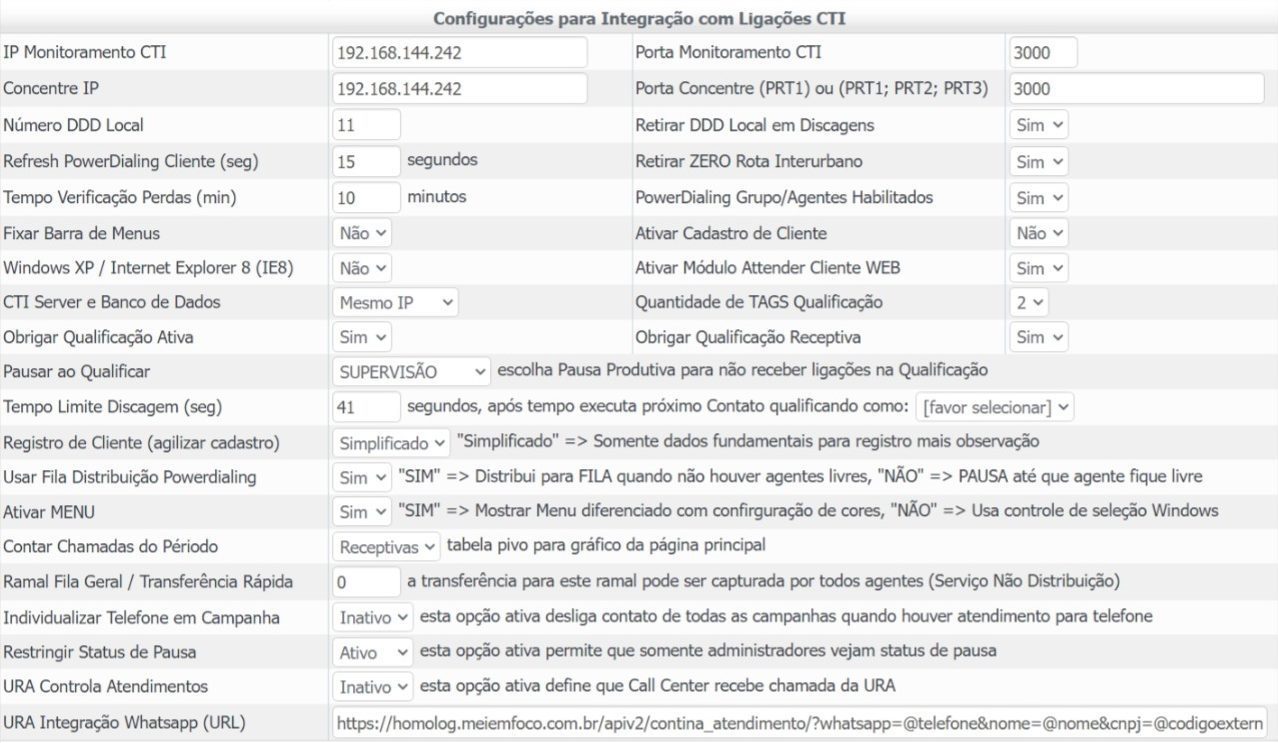 Configurações para Integração com Ligações CTI
IP Monitoramento CTI 192.168.144.242 Porta Monitoramento CTI 3000
Concentre IP 192.168.144.242 Porta Concentre (PRT1) ou (PRT1; PRT2; PRT3) 3000
Número DDD Local 11 Retirar DDD Local em Discagens Sim
Refresh PowerDialing Cliente (seg) 15 segundos Retirar ZERO Rota Interurbano Sim
Tempo Verificação Perdas (min) 10 minutos PowerDialing Grupo/Agentes Habilitados Sim
Fixar Barra de Menus Não Ativar Cadastro de Cliente Não
Windows XP / Internet Explorer 8 (IE8) Não Ativar Módulo Attender Cliente WEB Sim
CTI Server e Banco de Dados Mesmo IP Quantidade de TAGS Qualificação 2
Obrigar Qualificação Ativa Sim Obrigar Qualificação Receptiva Sim
Pausar ao Qualificar SUPERVISÃO escolha Pausa Produtiva para não receber ligações na Qualificação
Tempo Limite Discagem (seg) 41 segundos, após tempo executa próximo Contato qualificando como: [favor selecionar]
Registro de Cliente (agilizar cadastro) Simplificado "Simplificado" => Somente dados fundamentais para registro mais observação
Usar Fila Distribuição Powerdialing Sim "SIM" => Distribui para FILA quando não houver agentes livres, "NÃO" => PAUSA até que agente fique livre
Ativar MENU Sim "SIM" => Mostrar Menu diferenciado com confirguração de cores, "NÃO" => Usa controle de seleção Windows
Contar Chamadas do Período Receptivas tabela pivo para gráfico da página principal
Ramal Fila Geral / Transferência Rápida 0 a transferência para este ramal pode ser capturada por todos agentes (Serviço Não Distribuição)
Individualizar Telefone em Campanha Inativo esta opção ativa desliga contato de todas as campanhas quando houver atendimento para telefone
Restringir Status de Pausa Ativo esta opção ativa permite que somente administradores vejam status de pausa
URA Controla Atendimentos Inativo esta opção ativa define que Call Center recebe chamada da URA
URA Integração Whatsapp (URL) https://homolog.meiemfoco.com.br/apiv2/contina_atendimento/?whatsapp=@telefone&nome=@nome&cnpj=@codigoextern